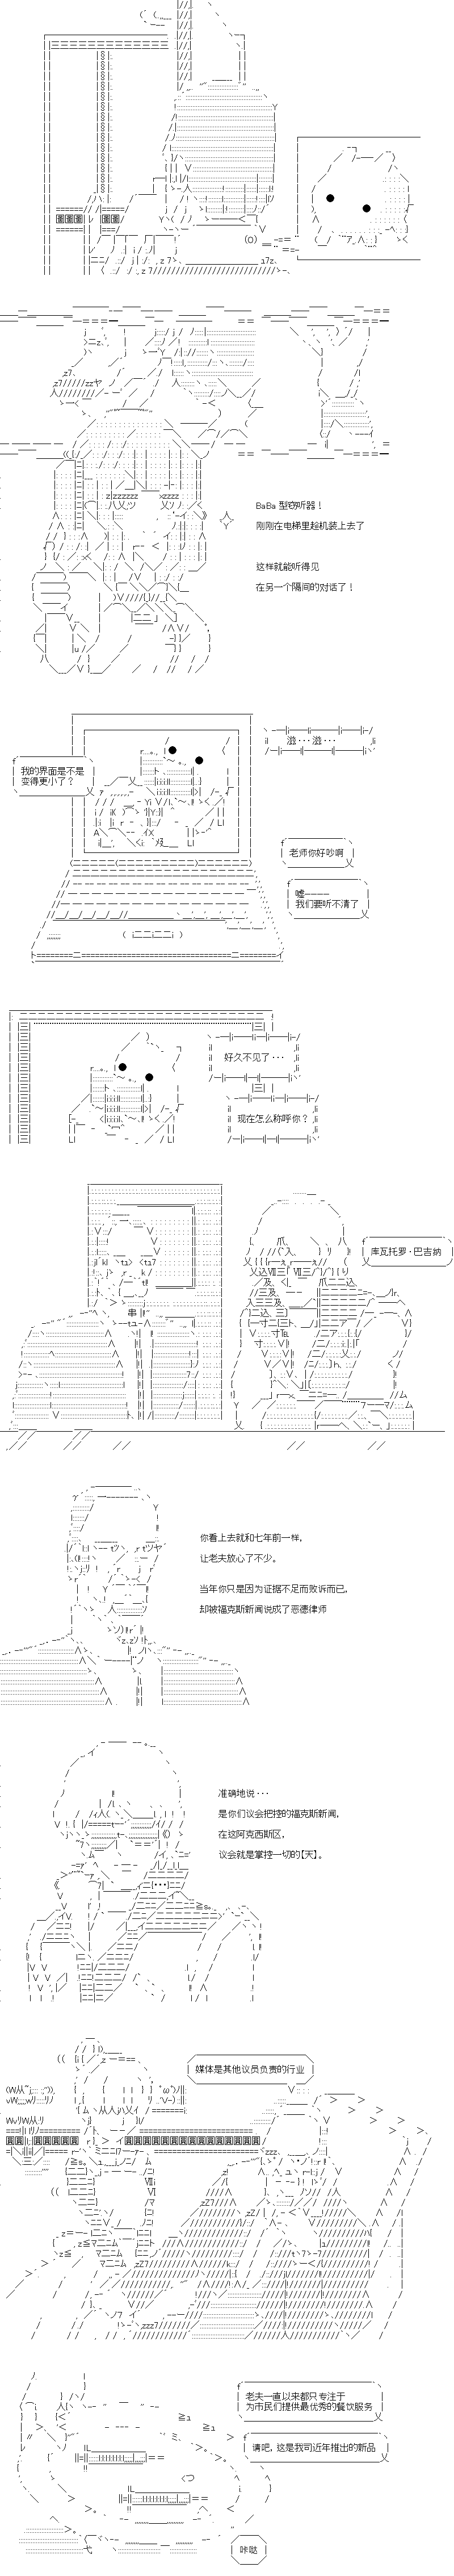 BaBa 型窃听器！
刚刚在电梯里趁机装上去了
这样就能听得见
在另一个隔间的对话了！
滋・・・滋・・・
我的界面是不是
变得更小了？
老师你好吵啊
嘘----
我们要听不清了
好久不见了・・・
现在怎么称呼你？
库瓦托罗・巴吉纳
你看上去就和七年前一样，
让老夫放心了不少。
当年你只是因为证据不足而败诉而已，
却被福克斯新闻说成了恶德律师
准确地说・・・
是你们议会把控的福克斯新闻，
在这阿克西斯区，
议会就是掌控一切的【天】。
媒体是其他议员负责的行业
老夫一直以来都只专注于
为市民们提供最优秀的餐饮服务
请吧，这是我司近年推出的新品
咔哒